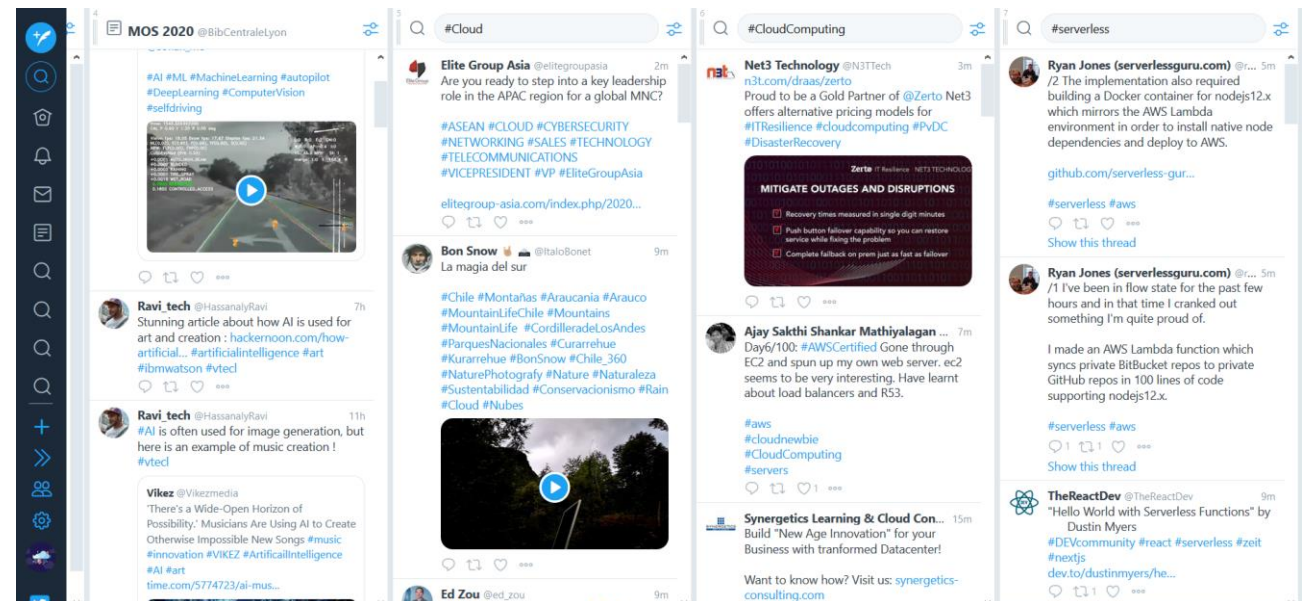 4
MOS 2020 @BibCentraleLyon
#AI #ML #MachineLearning #autopilot
#DeepLearning #ComputerVision
#selfdriving
Ravi_tech @HassanalyRavi 7h
Stunning article about how AI is used for
art and creation : hackernoon.com/how-
artificial... #artificialintelligence #art
#ibmwatson #vtecl
Ravi_tech @HassanalyRavi 11h
#AI is often used for image generation, but
here is an example of music creation !
#vtecl
Vikez @Vikezmedia
'There's a Wide-Open Horizon of
Possibility.' Musicians Are Using AI to Create
Otherwise Impossible New Songs #music
#innovation #VIKEZ #ArtificailIntelligence
#AI #art
time.com/5774723/ai-mus...
5
#Cloud
Elite Group Asia @elitegroupasia 2m
Are you ready to step into a key leadership
role in the APAC region for a global MNC?
#ASEAN #CLOUD #CYBERSECURITY
#NETWORKING #SALES #TECHNOLOGY
#TELECOMMUNICATIONS
#VICEPRESIDENT #VP #EliteGroupAsia
elitegroup-asia.com/index.php/2020...
Bon Snow @ItaloBonet 9m
La magia del sur
#Chile #Montañas #Araucania #Arauco
#MountainLifeChile #Mountains
#MountainLife #CordilleradeLosAndes
#ParquesNacionales #Curarrehue
#Kurarrehue #BonSnow #Chile_360
#NaturePhotografy #Nature #Naturaleza
#Sustentabilidad #Conservacionismo #Rain
#Cloud #Nubes
Ed Zou @ed_zou 9m
6
#CloudComputing
Net3 Technology @N3TTech 3m
n3t.com/draas/zerto
Proud to be a Gold Partner of @Zerto Net3
offers alternative pricing models for
#ITResilience #cloudcomputing #PvDC
#DisasterRecovery
Zerto IT Resilience NET3 TECHNOLOG
MITIGATE OUTAGES AND DISRUPTIONS
Recovery times measured in single digit minutes
Push button failover capability so you can restore
service while fixing the problem
Complete failback on prem just as fast as failover
Ajay Sakthi Shankar Mathiyalagan ... 7m
Day6/100: #AWSCertified Gone through
EC2 and spun up my own web server. ec2
seems to be very interesting. Have learnt
about load balancers and R53.
#aws
#cloudnewbie
#CloudComputing
#servers
1
Synergetics Learning & Cloud Con... 15m
Build "New Age Innovation" for your
Business with tranformed Datacenter!
Want to know how? Visit us: synergetics-
consulting.com
7
#serverless
Ryan Jones (serverlessguru.com) @r... 5m
/2 The implementation also required
building a Docker container for nodejs12.x
which mirrors the AWS Lambda
environment in order to install native node
dependencies and deploy to AWS.
github.com/serverless-gur...
#serverless #aws
Show this thread
Ryan Jones (serverlessguru.com) @r... 5m
/1 I've been in flow state for the past few
hours and in that time I cranked out
something I'm quite proud of.
I made an AWS Lambda function which
syncs private BitBucket repos to private
GitHub repos in 100 lines of code
supporting nodejs12.x.
#serverless #aws
1 1
Show this thread
TheReactDev @TheReactDev 9m
"Hello World with Serverless Functions" by
Dustin Myers
#DEVcommunity #react #serverless #zeit
#nextjs
dev.to/dustinmyers/he...
1